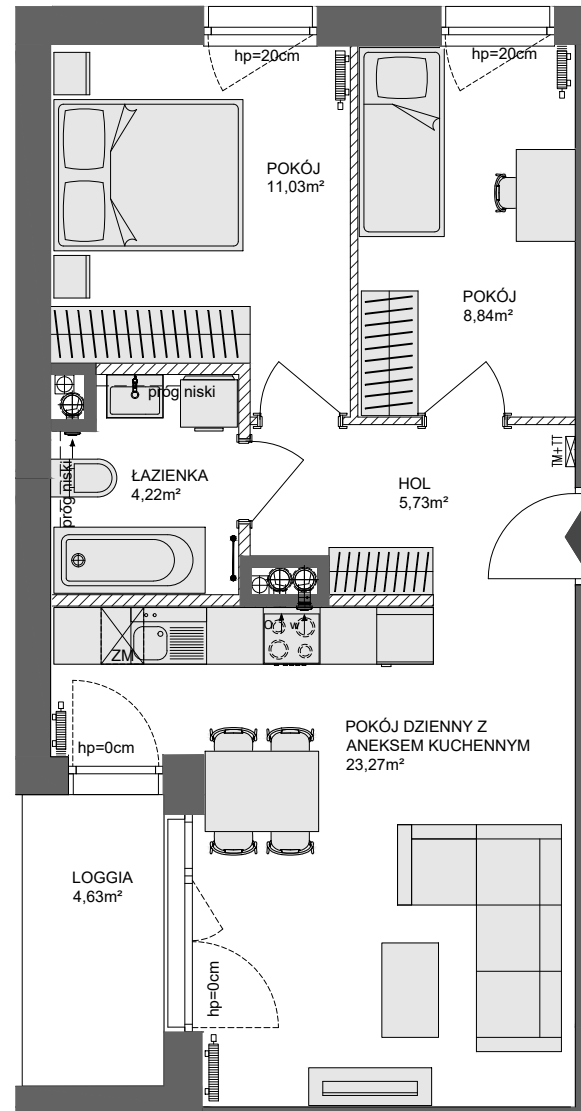 hp=20cm
hp=20cm
POKÓJ
11,03m²
POKÓJ
8,84m²
próg niski
ŁAZIENKA
4,22m²
próg niski
HOL
5,73m²
TM+TT
O w
ZM
hp=0cm
POKÓJ DZIENNY Z
ANEKSEM KUCHENNYM
23,27m²
LOGGIA
4,63m²
hp=0cm